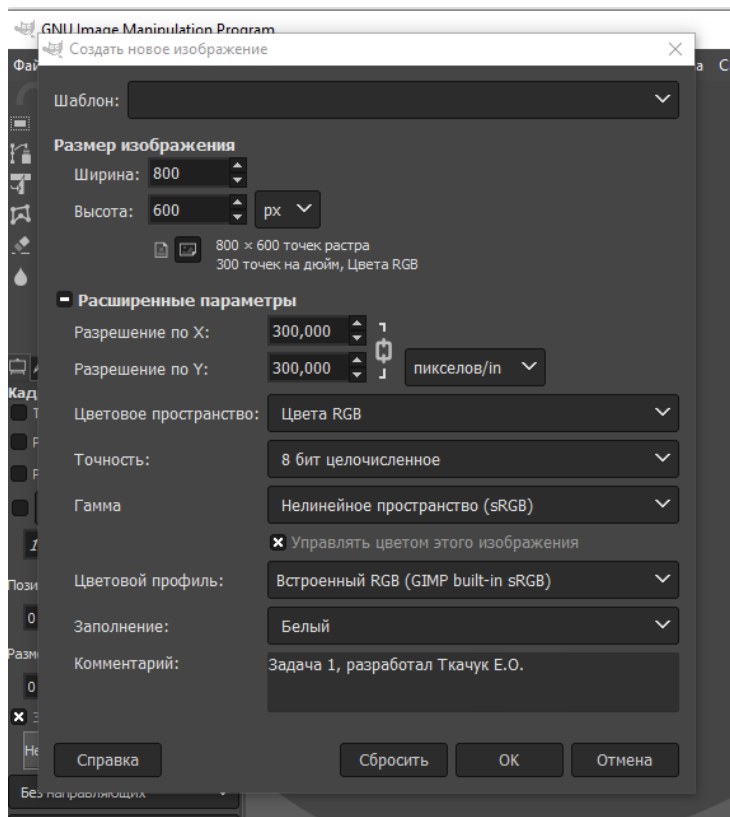 GNU Image Manipulation Program
Создать новое изображение
Шаблон:
Размер изображения
Ширина: 800
Высота: 600 px
800 × 600 точек растра
300 точек на дюйм, Цвета RGB
Расширенные параметры
Разрешение по X: 300,000
Разрешение по Y: 300,000 пикселов/in
Цветовое пространство: Цвета RGB
Точность: 8 бит целочисленное
Гамма Нелинейное пространство (sRGB)
Управлять цветом этого изображения
Цветовой профиль: Встроенный RGB (GIMP built-in sRGB)
Заполнение: Белый
Комментарий: Задача 1, разработал Ткачук Е.О.
Справка Сбросить OK Отмена
Без направляющих